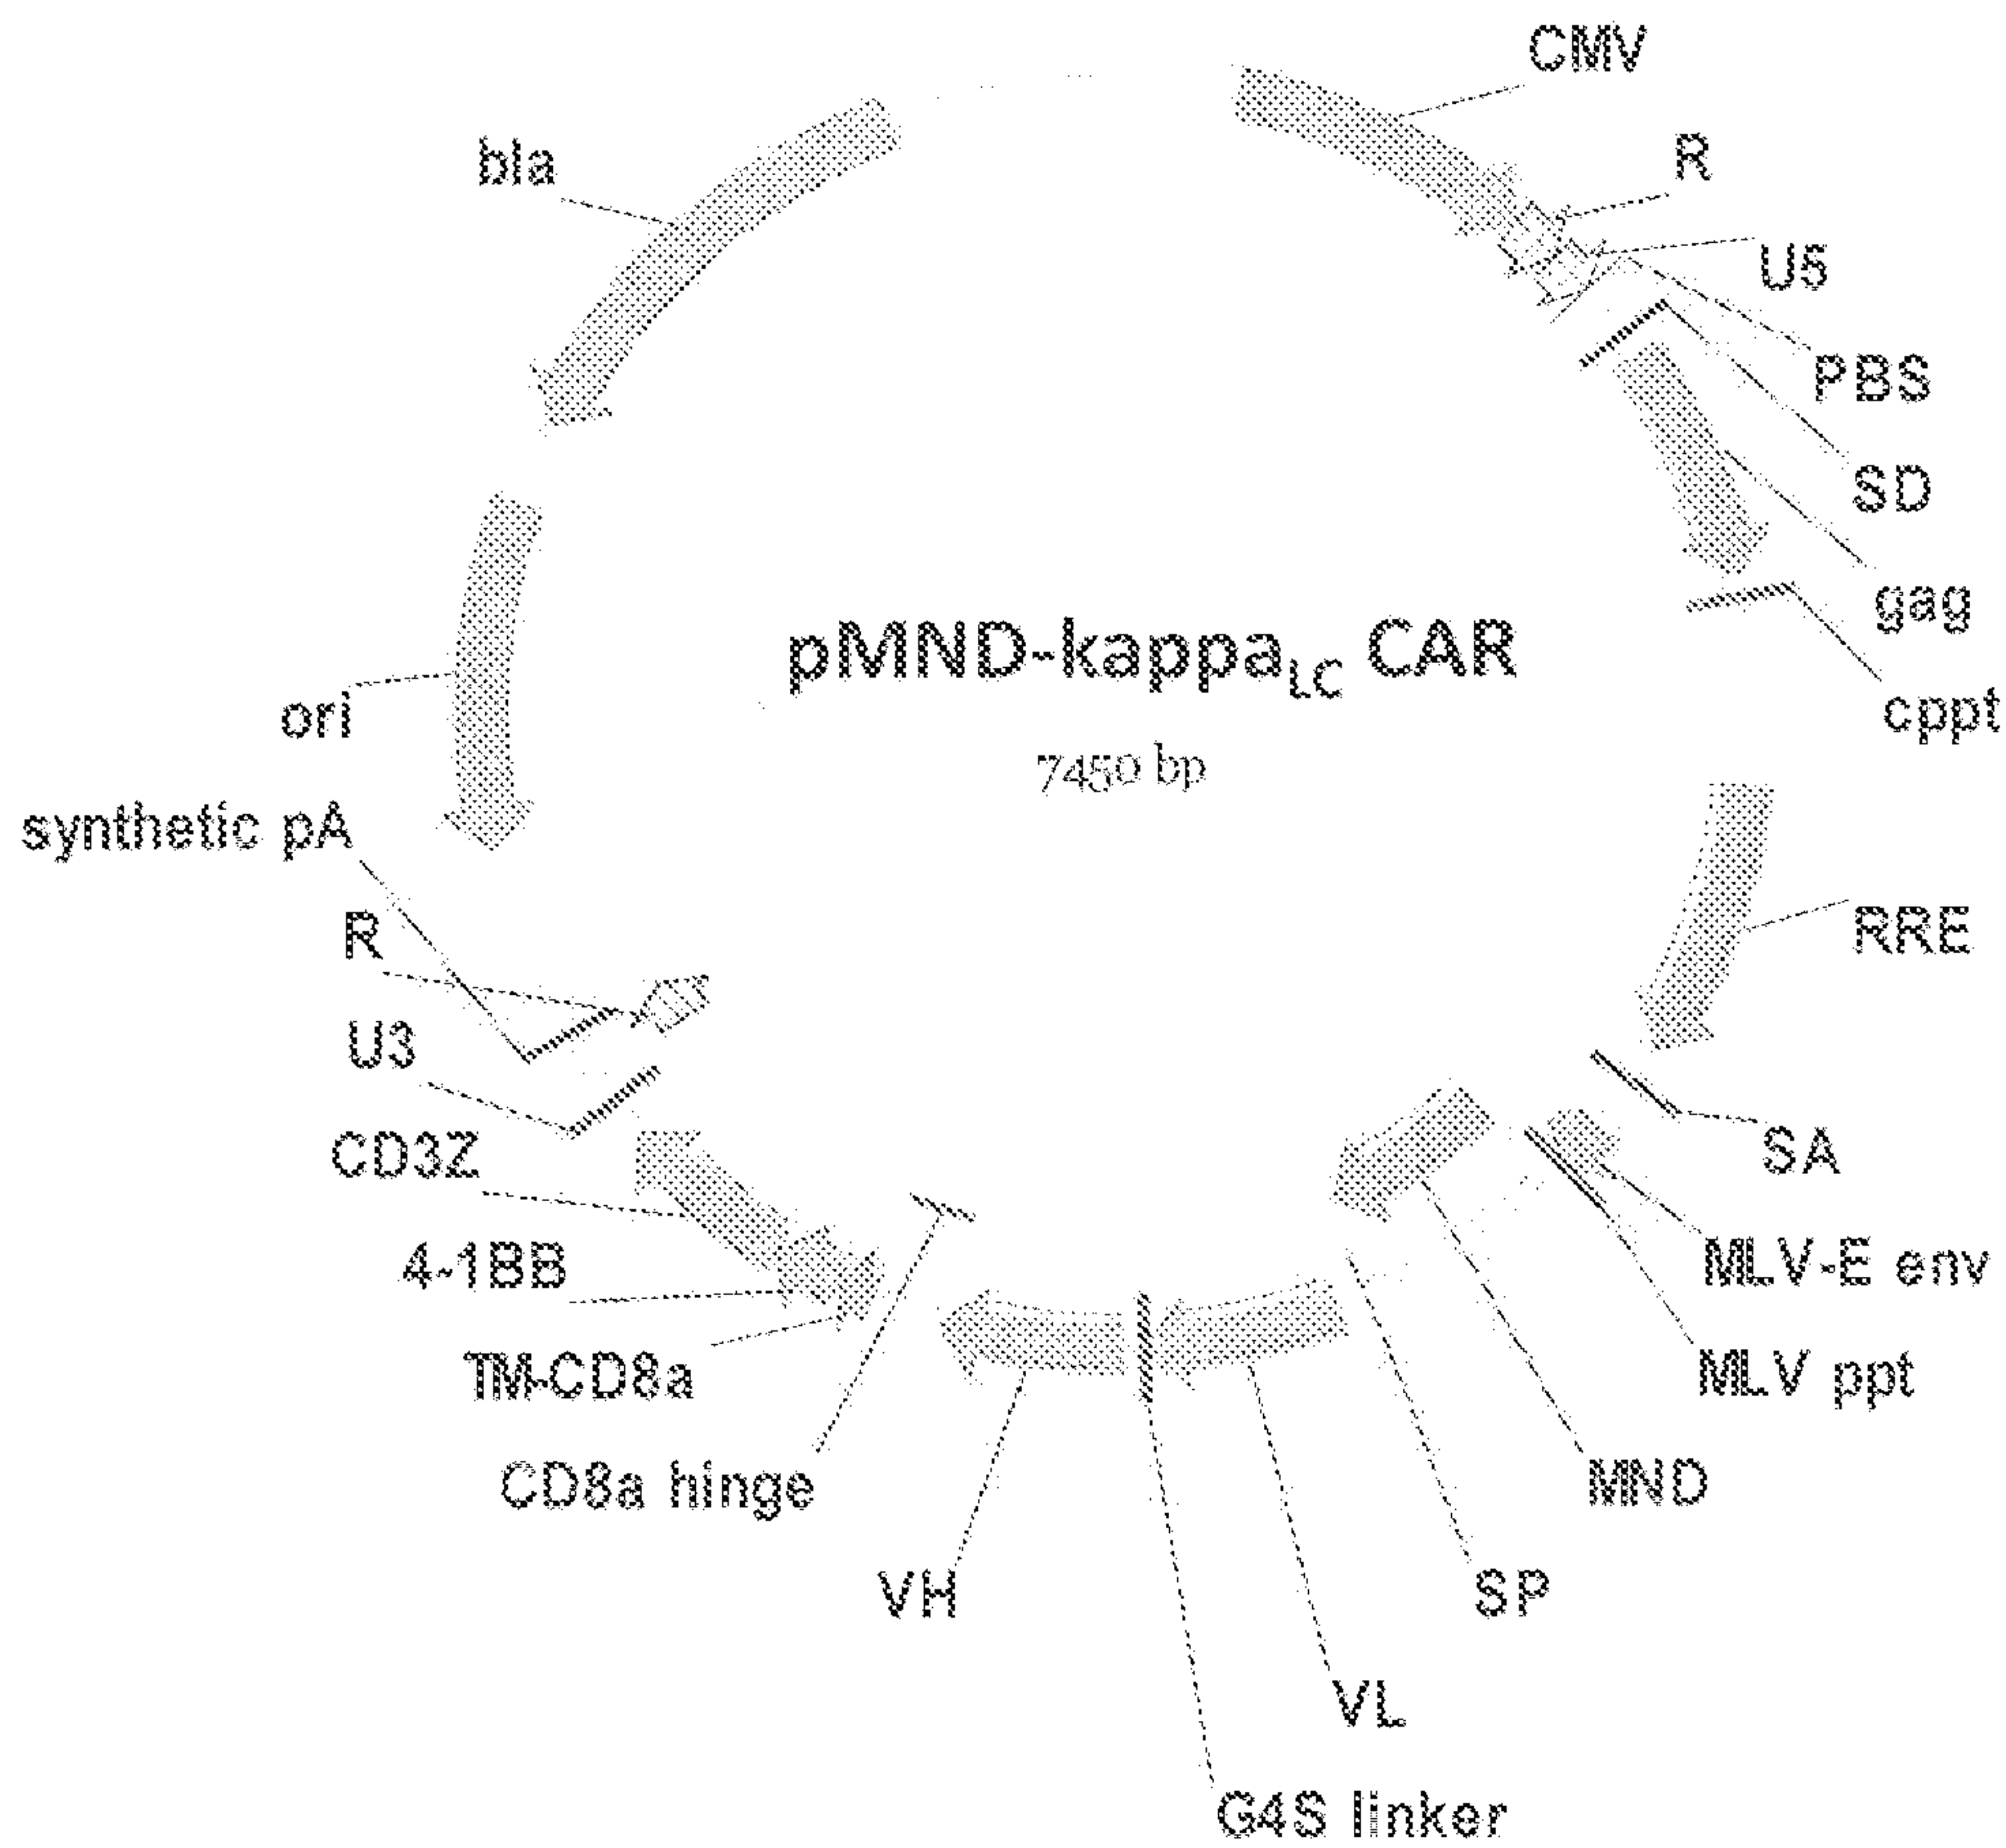 CMV
R
bla
U5
PBS
SD
gag
pMND-kappaLC CAR
cppt
ori
7450 bp
synthetic pA
R
RRE
U3
CD3Z
SA
4-1BB
MLV-E env
TM-CD8a
MLV ppt
CD8a hinge
MND
VH
SP
VL
G4S linker